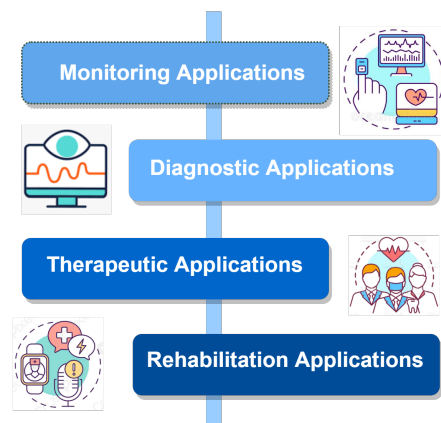 Monitoring Applications
Diagnostic Applications
Therapeutic Applications
Rehabilitation Applications